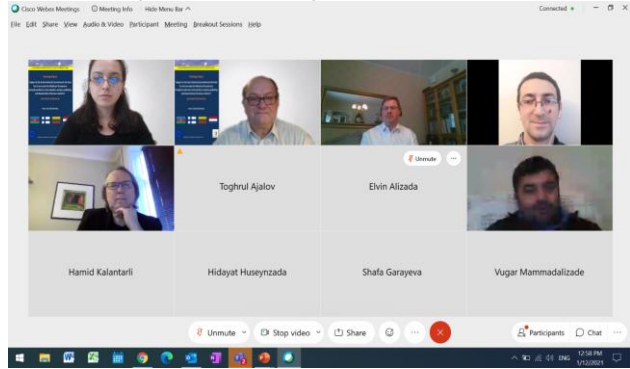 Cisco Webex Meetings
Meeting Info
Hide Menu Bar
Connected
File Edit Share View Audio & Video Participant Meeting Breakout Sessions Help
Unmute
Toghrul Ajalov
Elvin Alizada
Hamid Kalantarli
Hidayat Huseynzada
Shafa Garayeva
Vugar Mammadalizade
Unmute
Stop video
Share
Participants
Chat
ENG
12:58 PM
1/12/2021